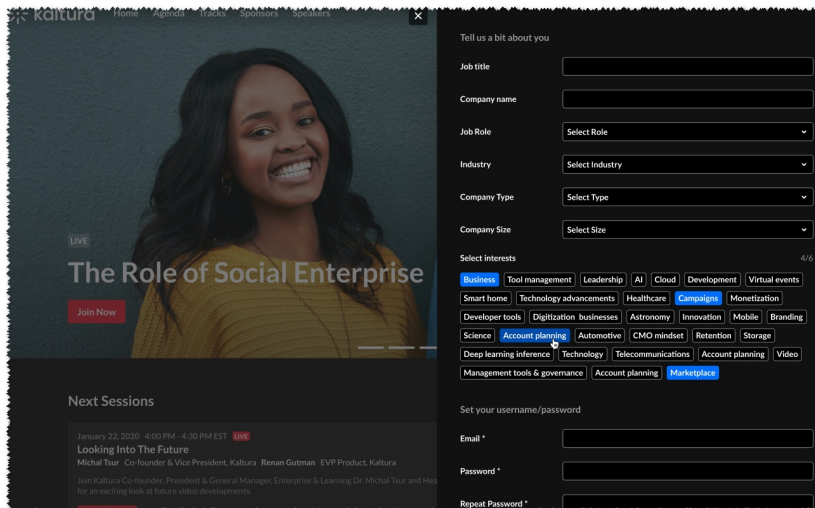 kaltura Home Agenda Tracks Sponsors Speakers
LIVE
The Role of Social Enterprise
Join Now
Next Sessions
January 22, 2020 4:00 PM - 4:30 PM EST LIVE
Looking Into The Future
Michal Tsur Co-founder & Vice President, Kaltura Renan Gutman EVP Product, Kaltura
Join Kaltura Co-founder, President & General Manager, Enterprise & Learning Dr. Michal Tsur and Hea
for an exciting look at future video developments.
Tell us a bit about you
Job title
Company name
Job Role Select Role
Industry Select Industry
Company Type Select Type
Company Size Select Size
Select interests 4/6
Business Tool management Leadership AI Cloud Development Virtual events
Smart home Technology advancements Healthcare Campaigns Monetization
Developer tools Digitization businesses Astronomy Innovation Mobile Branding
Science Account planning Automotive CMO mindset Retention Storage
Deep learning inference Technology Telecommunications Account planning Video
Management tools & governance Account planning Marketplace
Set your username/password
Email *
Password *
Repeat Password *